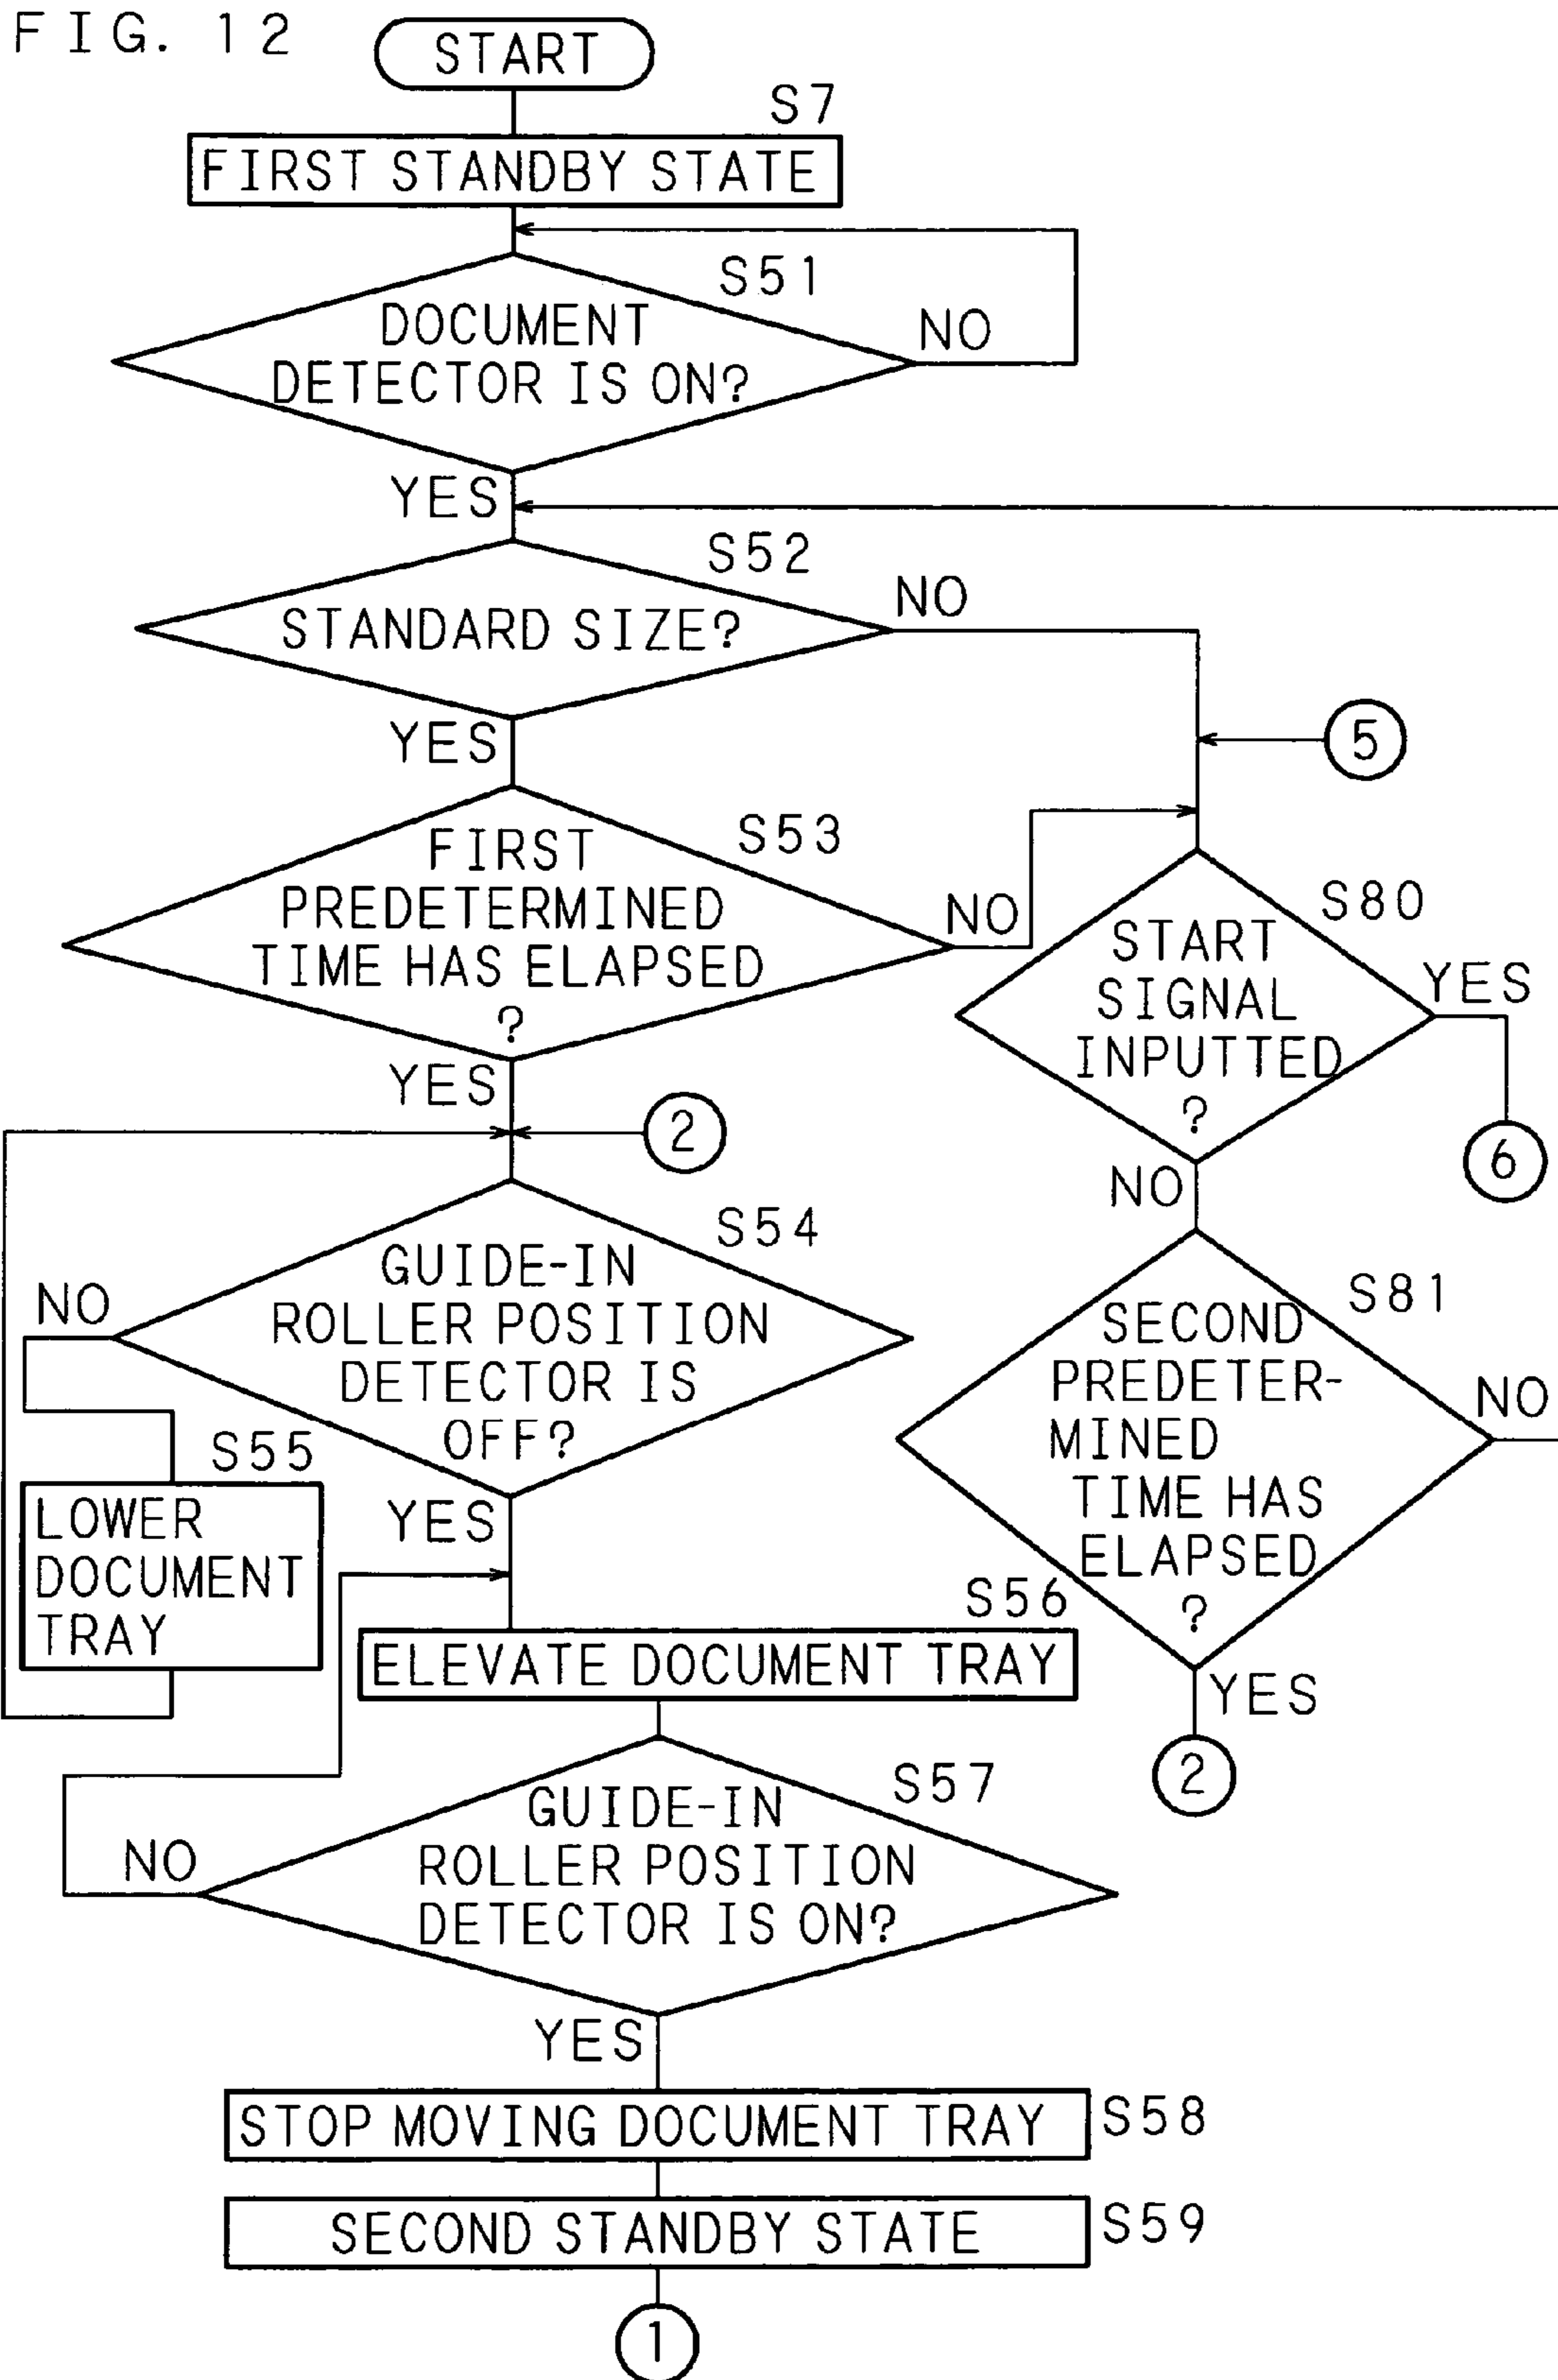 FIG. 12
START
S7
FIRST STANDBY STATE
S51
DOCUMENT
DETECTOR IS ON?
NO
YES
S52
STANDARD SIZE?
NO
YES
5
S53
FIRST
PREDETERMINED
TIME HAS ELAPSED
?
NO
YES
S80
START
SIGNAL
INPUTTED
?
YES
6
NO
2
S54
GUIDE-IN
ROLLER POSITION
DETECTOR IS
OFF?
NO
YES
S55
LOWER
DOCUMENT
TRAY
S81
SECOND
PREDETER-
MINED
TIME HAS
ELAPSED
?
NO
YES
2
S56
ELEVATE DOCUMENT TRAY
S57
GUIDE-IN
ROLLER POSITION
DETECTOR IS ON?
NO
YES
STOP MOVING DOCUMENT TRAY
S58
SECOND STANDBY STATE
S59
1